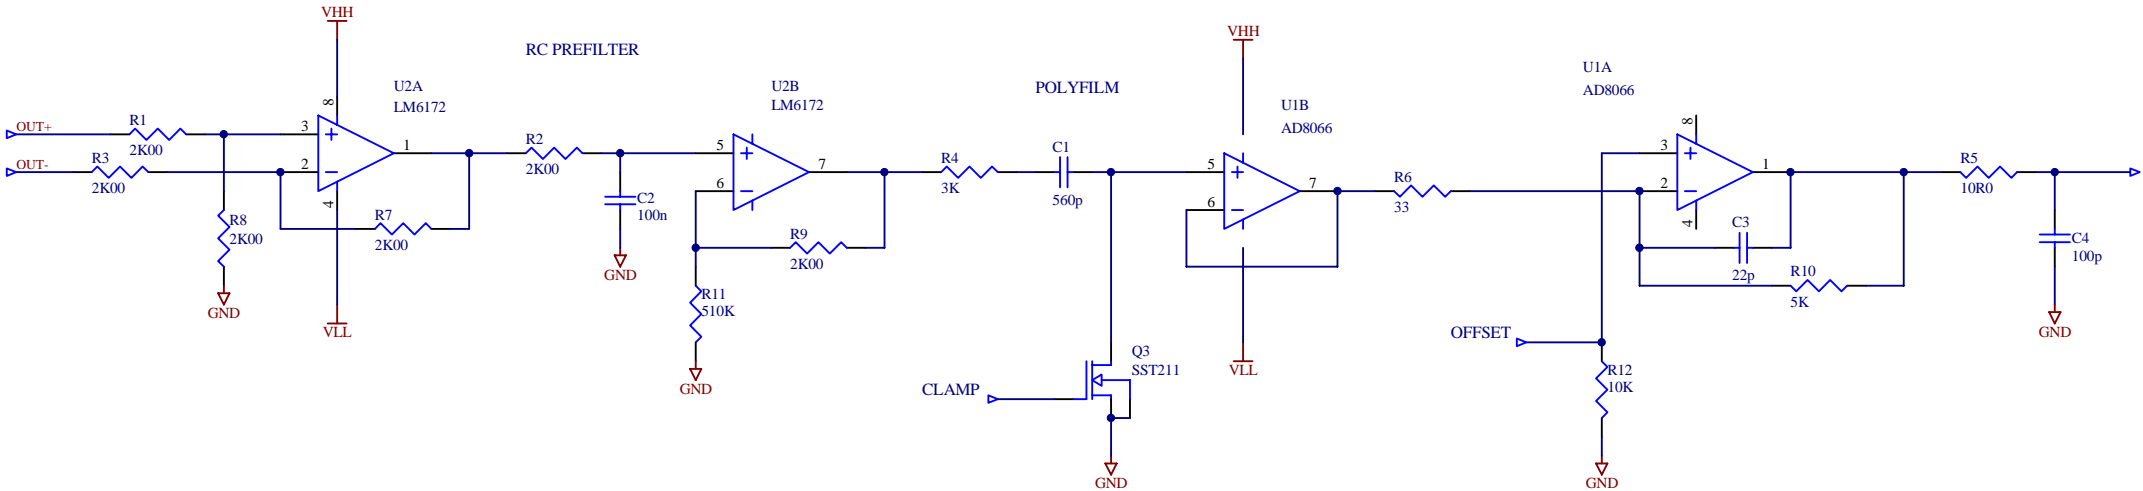 VHH
RC PREFILTER
U2A
LM6172
8
OUT+
R1
2K00
3
1
OUT-
R3
2K00
2
4
R8
2K00
R7
2K00
GND
VLL
R2
2K00
C2
100n
GND
U2B
LM6172
5
6
7
R9
2K00
R11
510K
GND
R4
3K
POLYFILM
C1
560p
CLAMP
Q3
SST211
GND
VHH
U1B
AD8066
5
6
7
VLL
R6
33
U1A
AD8066
8
3
2
1
4
C3
22p
R10
5K
OFFSET
R12
10K
GND
R5
10R0
C4
100p
GND